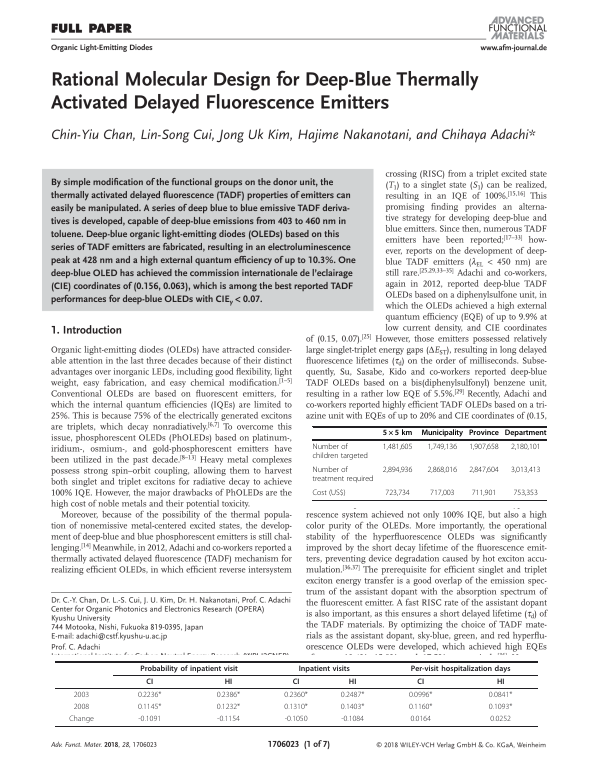 FULL PAPER
ADVANCED
FUNCTIONAL
MATERIALS
Organic Light-Emitting Diodes
www.afm-journal.de
Rational Molecular Design for Deep-Blue Thermally
Activated Delayed Fluorescence Emitters
Chin-Yiu Chan, Lin-Song Cui, Jong Uk Kim, Hajime Nakanotani, and Chihaya Adachi*
By simple modification of the functional groups on the donor unit, the
thermally activated delayed fluorescence (TADF) properties of emitters can
easily be manipulated. A series of deep blue to blue emissive TADF deriva-
tives is developed, capable of deep-blue emissions from 403 to 460 nm in
toluene. Deep-blue organic light-emitting diodes (OLEDs) based on this
series of TADF emitters are fabricated, resulting in an electroluminescence
peak at 428 nm and a high external quantum efficiency of up to 10.3%. One
deep-blue OLED has achieved the commission internationale de l'eclairage
(CIE) coordinates of (0.156, 0.063), which is among the best reported TADF
performances for deep-blue OLEDs with CIEy < 0.07.
1. Introduction
Organic light-emitting diodes (OLEDs) have attracted consider-
able attention in the last three decades because of their distinct
advantages over inorganic LEDs, including good flexibility, light
weight, easy fabrication, and easy chemical modification.[1–5]
Conventional OLEDs are based on fluorescent emitters, for
which the internal quantum efficiencies (IQEs) are limited to
25%. This is because 75% of the electrically generated excitons
are triplets, which decay nonradiatively.[6,7] To overcome this
issue, phosphorescent OLEDs (PhOLEDs) based on platinum-,
iridium-, osmium-, and gold-phosphorescent emitters have
been utilized in the past decade.[8–13] Heavy metal complexes
possess strong spin–orbit coupling, allowing them to harvest
both singlet and triplet excitons for radiative decay to achieve
100% IQE. However, the major drawbacks of PhOLEDs are the
high cost of noble metals and their potential toxicity.
Moreover, because of the possibility of the thermal popula-
tion of nonemissive metal-centered excited states, the develop-
ment of deep-blue and blue phosphorescent emitters is still chal-
lenging.[14] Meanwhile, in 2012, Adachi and co-workers reported a
thermally activated delayed fluorescence (TADF) mechanism for
realizing efficient OLEDs, in which efficient reverse intersystem
Dr. C.-Y. Chan, Dr. L.-S. Cui, J. U. Kim, Dr. H. Nakanotani, Prof. C. Adachi
Center for Organic Photonics and Electronics Research (OPERA)
Kyushu University
744 Motooka, Nishi, Fukuoka 819-0395, Japan
E-mail: adachi@cstf.kyushu-u.ac.jp
Prof. C. Adachi
crossing (RISC) from a triplet excited state
(T1) to a singlet state (S1) can be realized,
resulting in an IQE of 100%.[15,16] This
promising finding provides an alterna-
tive strategy for developing deep-blue and
blue emitters. Since then, numerous TADF
emitters have been reported;[17–33] how-
ever, reports on the development of deep-
blue TADF emitters (λEL < 450 nm) are
still rare.[25,29,33–35] Adachi and co-workers,
again in 2012, reported deep-blue TADF
OLEDs based on a diphenylsulfone unit, in
which the OLEDs achieved a high external
quantum efficiency (EQE) of up to 9.9% at
low current density, and CIE coordinates
of (0.15, 0.07).[25] However, those emitters possessed relatively
large singlet-triplet energy gaps (ΔEST), resulting in long delayed
fluorescence lifetimes (τd) on the order of milliseconds. Subse-
quently, Su, Sasabe, Kido and co-workers reported deep-blue
TADF OLEDs based on a bis(diphenylsulfonyl) benzene unit,
resulting in a rather low EQE of 5.5%.[29] Recently, Adachi and
co-workers reported highly efficient TADF OLEDs based on a tri-
azine unit with EQEs of up to 20% and CIE coordinates of (0.15,
5 × 5 km Municipality Province Department
Number of 1,481,605 1,749,136 1,907,658 2,180,101
children targeted
Number of 2,894,936 2,868,016 2,847,604 3,013,413
treatment required
Cost (US$) 723,734 717,003 711,901 753,353
rescence system achieved not only 100% IQE, but also a high
color purity of the OLEDs. More importantly, the operational
stability of the hyperfluorescence OLEDs was significantly
improved by the short decay lifetime of the fluorescence emit-
ters, preventing device degradation caused by hot exciton accu-
mulation.[36,37] The prerequisite for efficient singlet and triplet
exciton energy transfer is a good overlap of the emission spec-
trum of the assistant dopant with the absorption spectrum of
the fluorescent emitter. A fast RISC rate of the assistant dopant
is also important, as this ensures a short delayed lifetime (τd) of
the TADF materials. By optimizing the choice of TADF mate-
rials as the assistant dopant, sky-blue, green, and red hyperfluo-
rescence OLEDs were developed, which achieved high EQEs
Probability of inpatient visit Inpatient visits Per-visit hospitalization days
CI HI CI HI CI HI
2003 0.2236* 0.2386* 0.2360* 0.2487* 0.0996* 0.0841*
2008 0.1145* 0.1232* 0.1310* 0.1403* 0.1160* 0.1093*
Change -0.1091 -0.1154 -0.1050 -0.1084 0.0164 0.0252
Adv. Funct. Mater. 2018, 28, 1706023
1706023 (1 of 7)
© 2018 WILEY-VCH Verlag GmbH & Co. KGaA, Weinheim